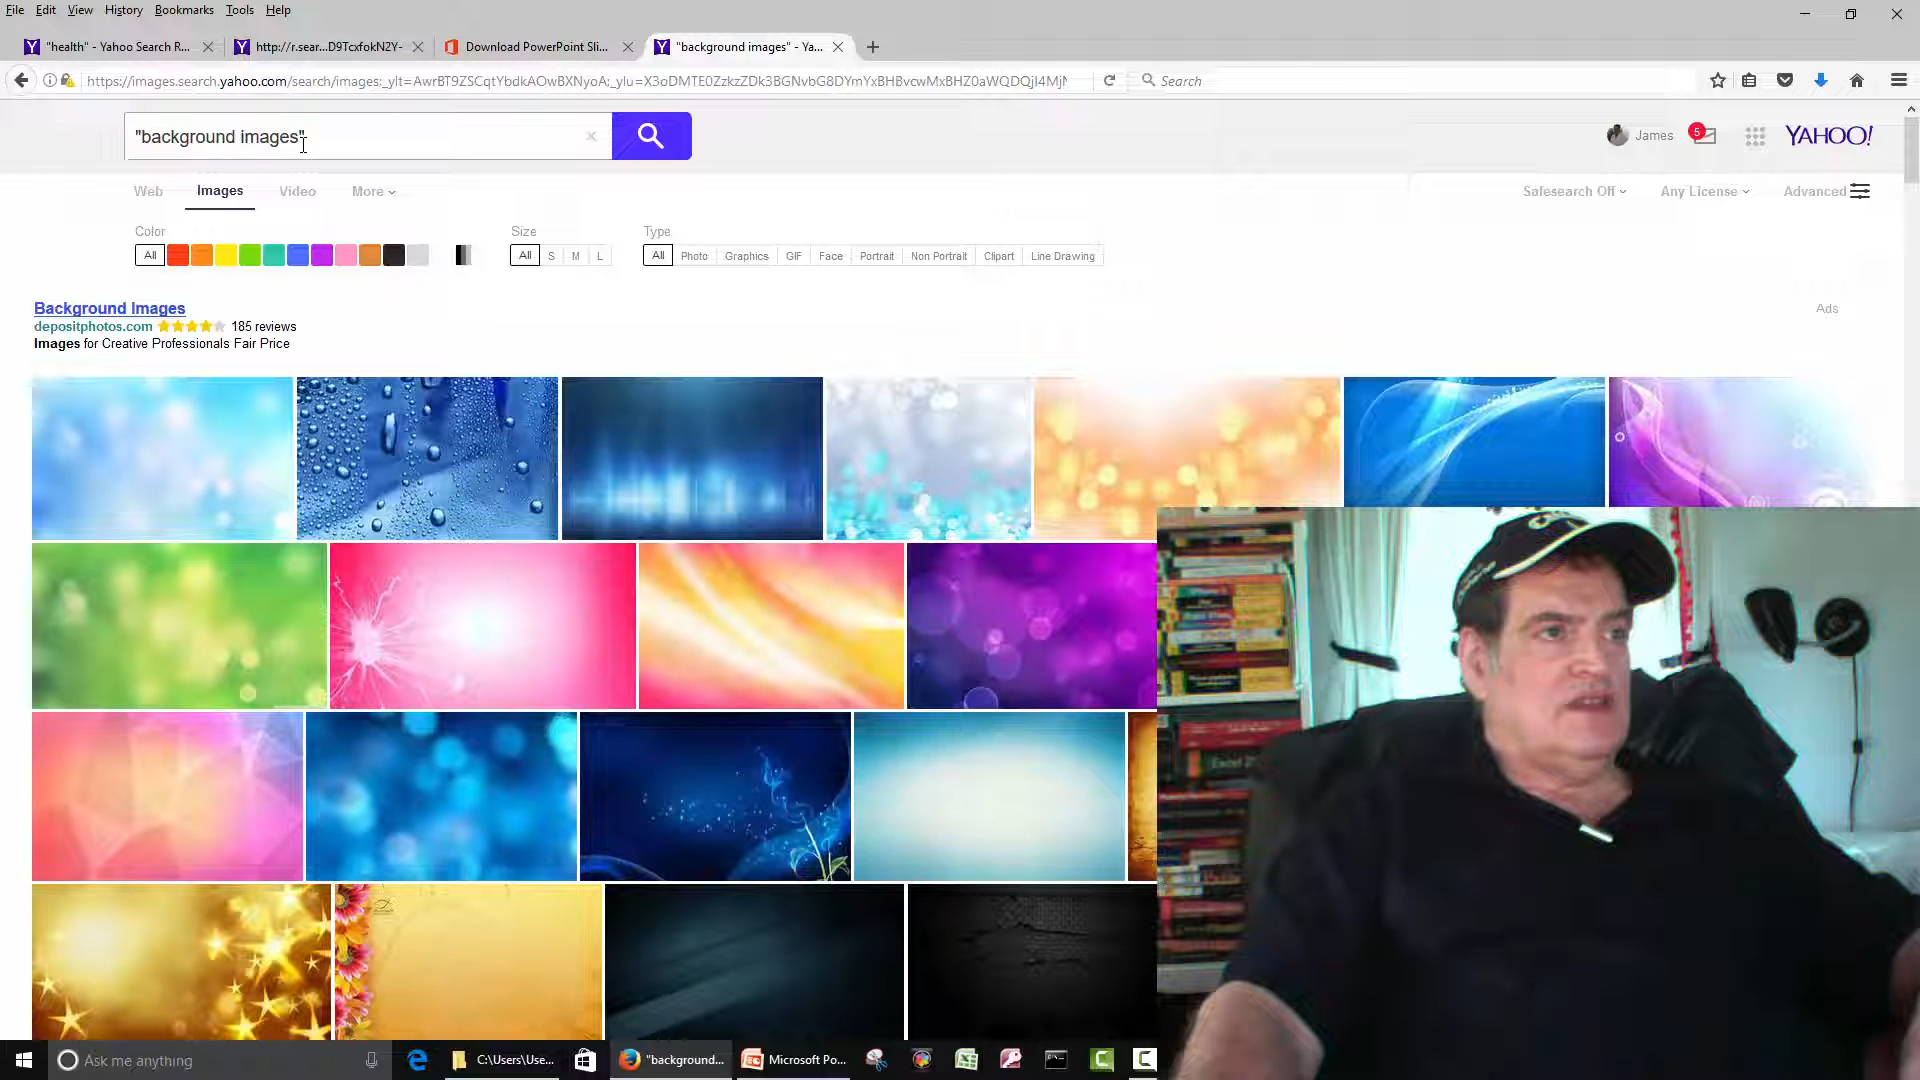 File Edit View History Bookmarks Tools Help
"health" - Yahoo Search R...
http://r.sear...D9TcxfokN2Y-
Download PowerPoint Sli...
"background images" - Ya...
https://images.search.yahoo.com/search/images;_ylt=AwrBT9ZSCqtYbdkAOwBXNyoA;_ylu=X3oDMTE0ZzkzZDk3BGNvbG8DYmYxBHBvcwMxBHZ0aWQDQjI4MjN
Search
"background images"
James
5
YAHOO!
Web Images Video More
Safesearch Off Any License Advanced
Color Size Type
All
All S M L
All Photo Graphics GIF Face Portrait Non Portrait Clipart Line Drawing
Background Images
Ads
depositphotos.com 185 reviews
Images for Creative Professionals Fair Price
Ask me anything
C:\Users\Use...
"background...
Microsoft Po...